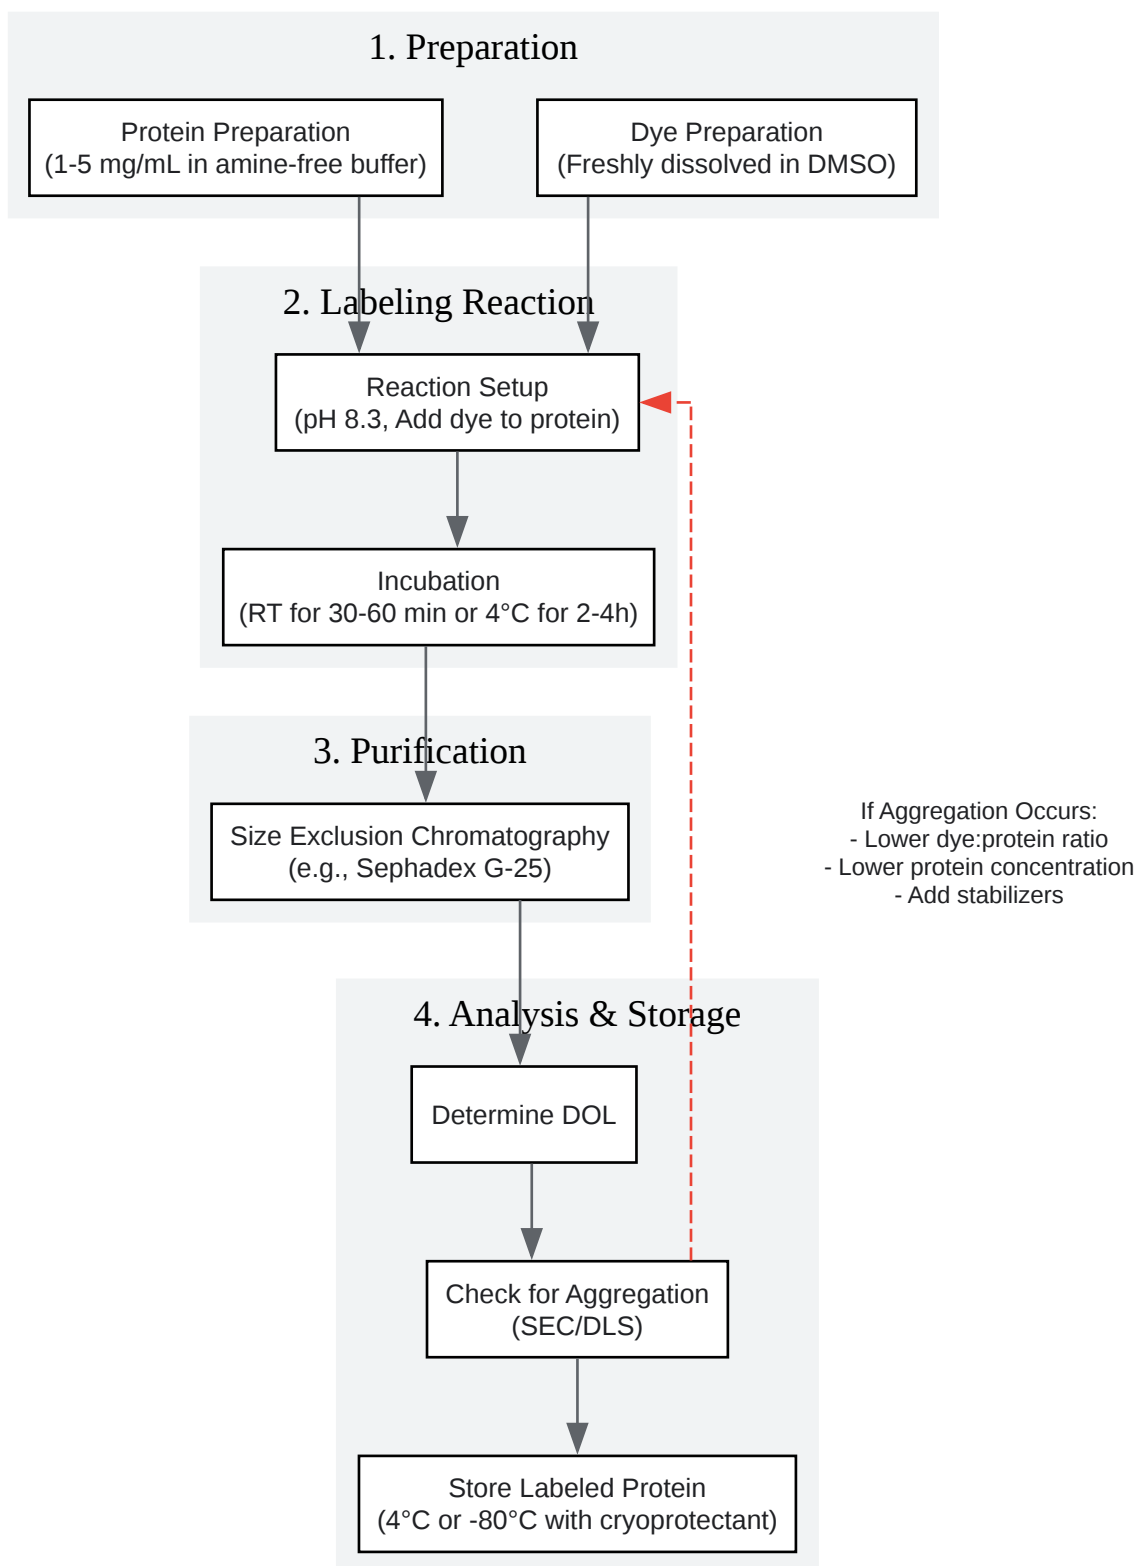 1. Preparation
Protein Preparation
(1-5 mg/mL in amine-free buffer)
Dye Preparation
(Freshly dissolved in DMSO)
2. Labeling Reaction
Reaction Setup
(pH 8.3, Add dye to protein)
Incubation
(RT for 30-60 min or 4°C for 2-4h)
3. Purification
Size Exclusion Chromatography
(e.g., Sephadex G-25)
If Aggregation Occurs:
- Lower dye:protein ratio
- Lower protein concentration
- Add stabilizers
4. Analysis & Storage
Determine DOL
Check for Aggregation
(SEC/DLS)
Store Labeled Protein
(4°C or -80°C with cryoprotectant)